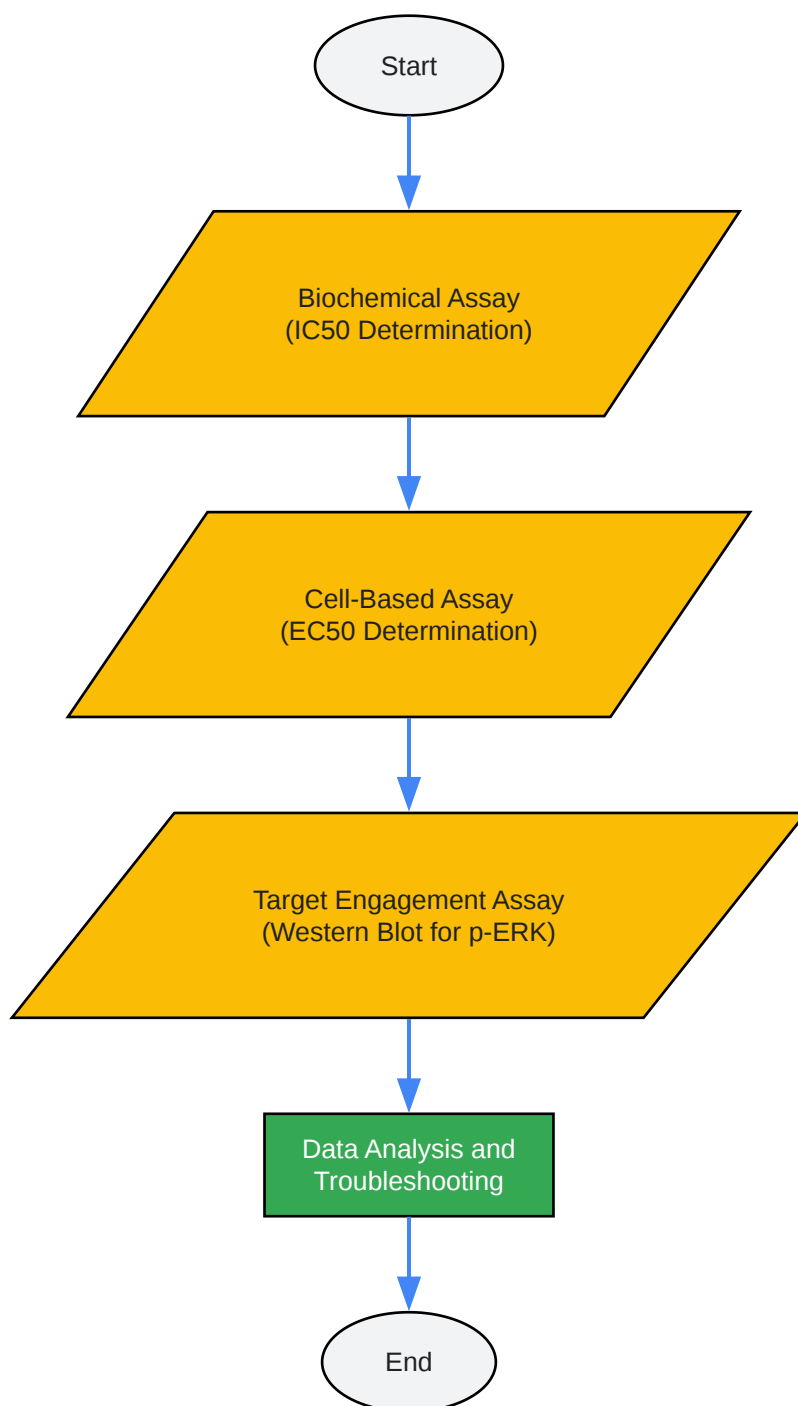 Start
Biochemical Assay
(IC50 Determination)
Cell-Based Assay
(EC50 Determination)
Target Engagement Assay
(Western Blot for p-ERK)
Data Analysis and
Troubleshooting
End